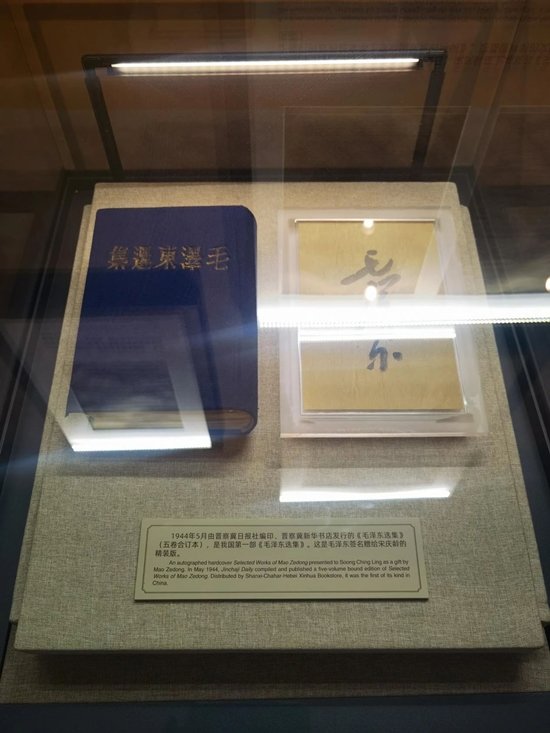 毛澤東選集
1944年5月由晋察冀日报社编印、晋察冀新华书店发行的《毛泽东选集》
（五卷合订本），是我国第一部《毛泽东选集》。这是毛泽东签名赠给宋庆龄的
精装版。
An autographed hardcover Selected Works of Mao Zedong presented to Soong Ching Ling as a gift by
Mao Zedong. In May 1944, Jinchaji Daily compiled and published a five-volume bound edition of Selected
Works of Mao Zedong. Distributed by Shanxi-Chahar-Hebei Xinhua Bookstore, it was the first of its kind in
China.